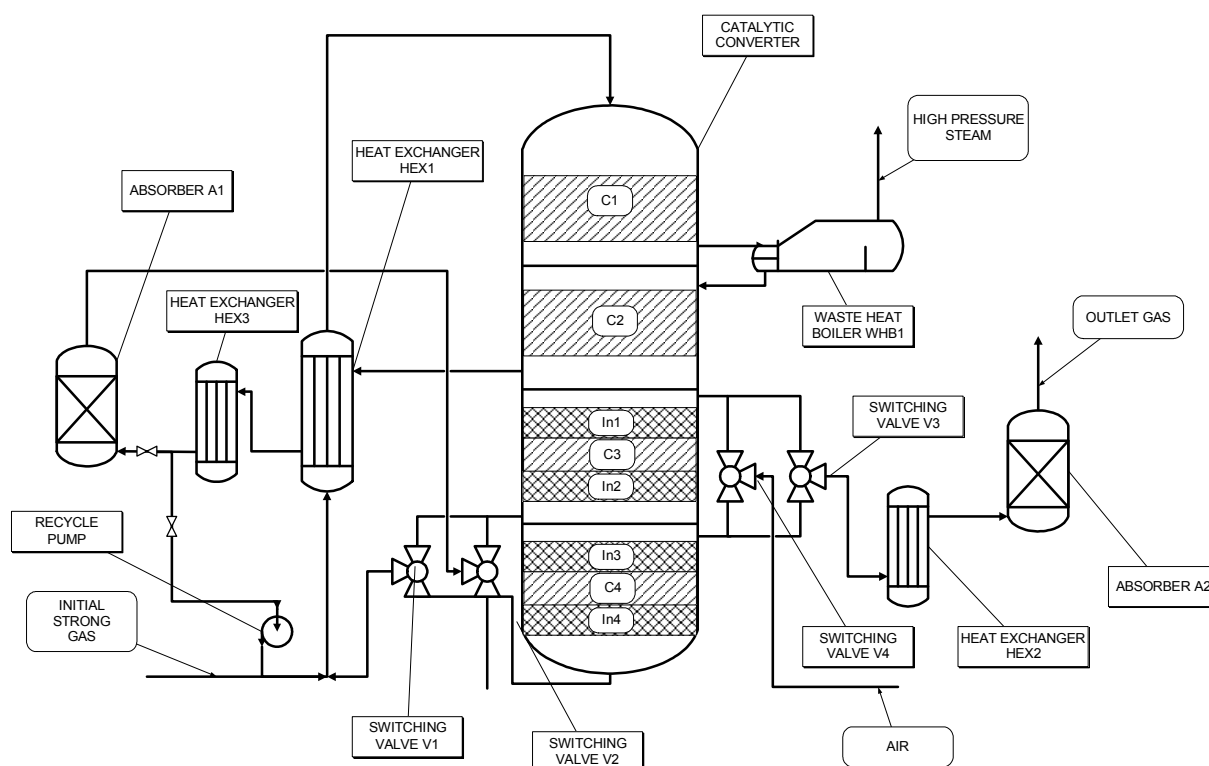 CATALYTIC
CONVERTER
HIGH PRESSURE
STEAM
HEAT EXCHANGER
HEX1
ABSORBER A1
C1
HEAT EXCHANGER
HEX3
C2
WASTE HEAT
BOILER WHB1
OUTLET GAS
SWITCHING
VALVE V3
In1
C3
In2
RECYCLE
PUMP
In3
C4
In4
ABSORBER A2
INITIAL
STRONG
GAS
SWITCHING
VALVE V4
HEAT EXCHANGER
HEX2
SWITCHING
VALVE V1
SWITCHING
VALVE V2
AIR